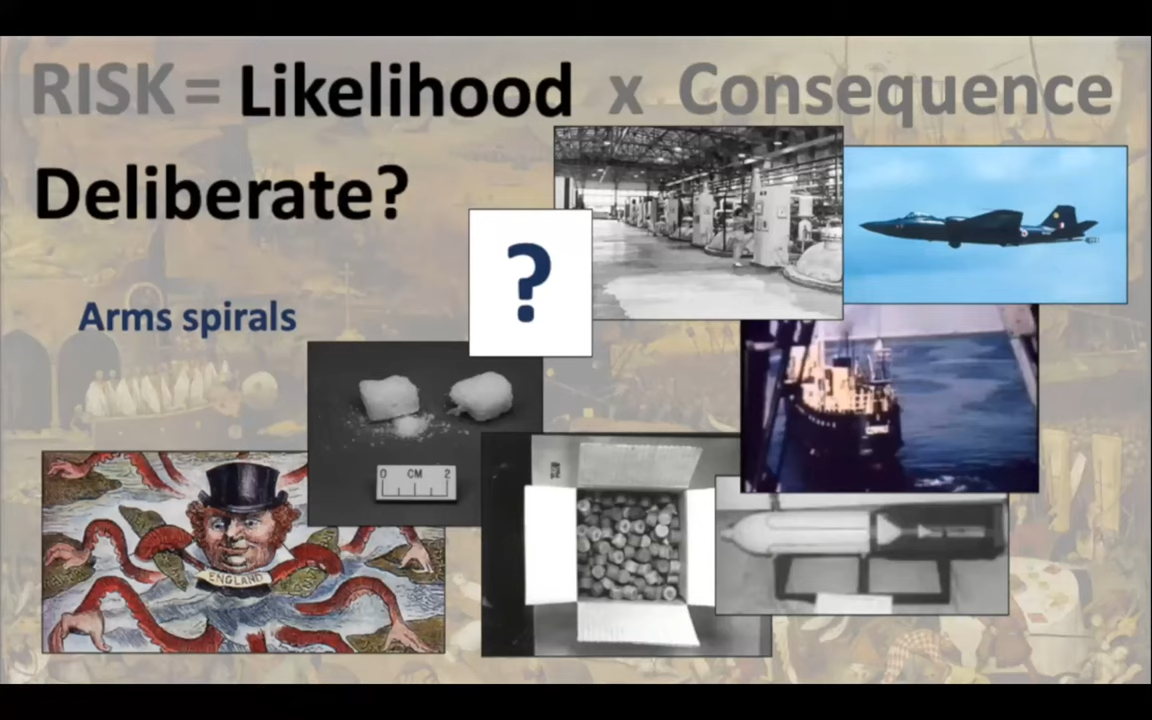 RISK = Likelihood x Consequence
Deliberate?
?
Arms spirals
0 CM 2
ENGLAND